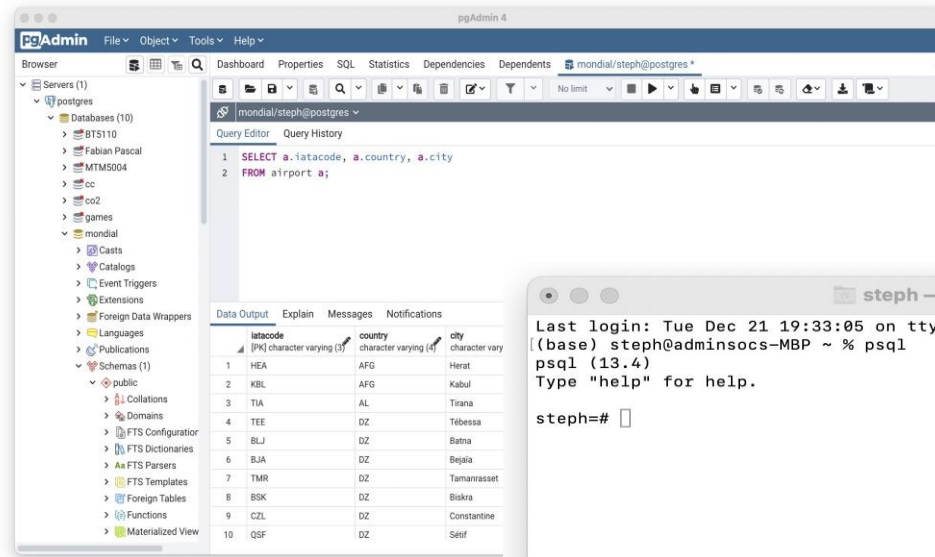 pgAdmin 4
pgAdmin File Object Tools Help
Browser
Dashboard Properties SQL Statistics Dependencies Dependents mondial/steph@postgres *
No limit
mondial/steph@postgres
Query Editor Query History
1 SELECT a.iatacode, a.country, a.city
2 FROM airport a;
Servers (1)
postgres
Databases (10)
BT5110
Fabian Pascal
MTM5004
cc
co2
games
mondial
Casts
Catalogs
Event Triggers
Extensions
Foreign Data Wrappers
Languages
Publications
Schemas (1)
public
Collations
Domains
FTS Configuration
FTS Dictionaries
Aa FTS Parsers
FTS Templates
Foreign Tables
Functions
Materialized View
Data Output Explain Messages Notifications
iatacode country city
[PK] character varying (3) character varying (4) character vary
1 HEA AFG Herat
2 KBL AFG Kabul
3 TIA AL Tirana
4 TEE DZ Tébessa
5 BLJ DZ Batna
6 BJA DZ Bejaïa
7 TMR DZ Tamanrasset
8 BSK DZ Biskra
9 CZL DZ Constantine
10 QSF DZ Sétif
steph —
Last login: Tue Dec 21 19:33:05 on tty
[(base) steph@adminsocs-MBP ~ % psql
psql (13.4)
Type "help" for help.
steph=#